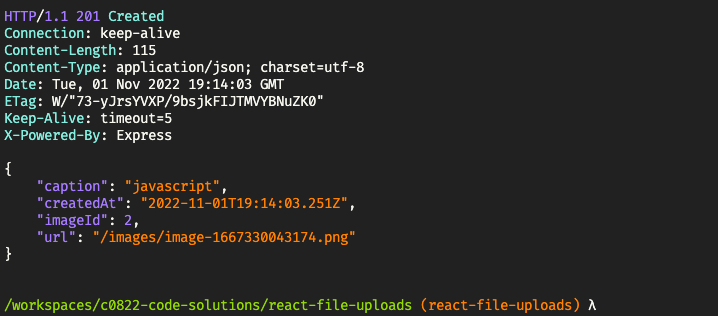 HTTP/1.1 201 Created
Connection: keep-alive
Content-Length: 115
Content-Type: application/json; charset=utf-8
Date: Tue, 01 Nov 2022 19:14:03 GMT
ETag: W/"73-yJrsYVXP/9bsjkFIJTMVYBNuZK0"
Keep-Alive: timeout=5
X-Powered-By: Express
{
"caption": "javascript",
"createdAt": "2022-11-01T19:14:03.251Z",
"imageId": 2,
"url": "/images/image-1667330043174.png"
}
/workspaces/c0822-code-solutions/react-file-uploads (react-file-uploads) λ